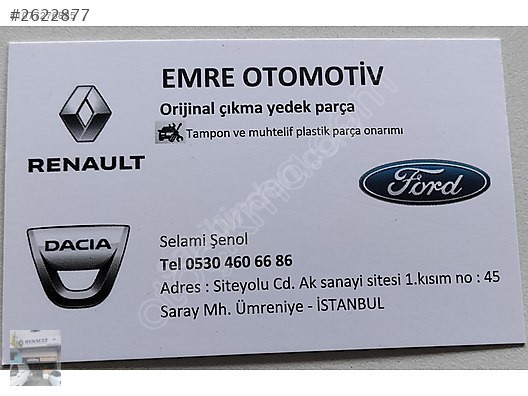 #2622877
EMRE OTOMOTİV
Orijinal çıkma yedek parça
Tampon ve muhtelif plastik parça onarımı
RENAULT
Ford
DACIA
Selami Şenol
Tel 0530 460 66 86
Adres : Siteyolu Cd. Ak sanayi sitesi 1.kısım no : 45
Saray Mh. Ümreniye - İSTANBUL
RENAULT